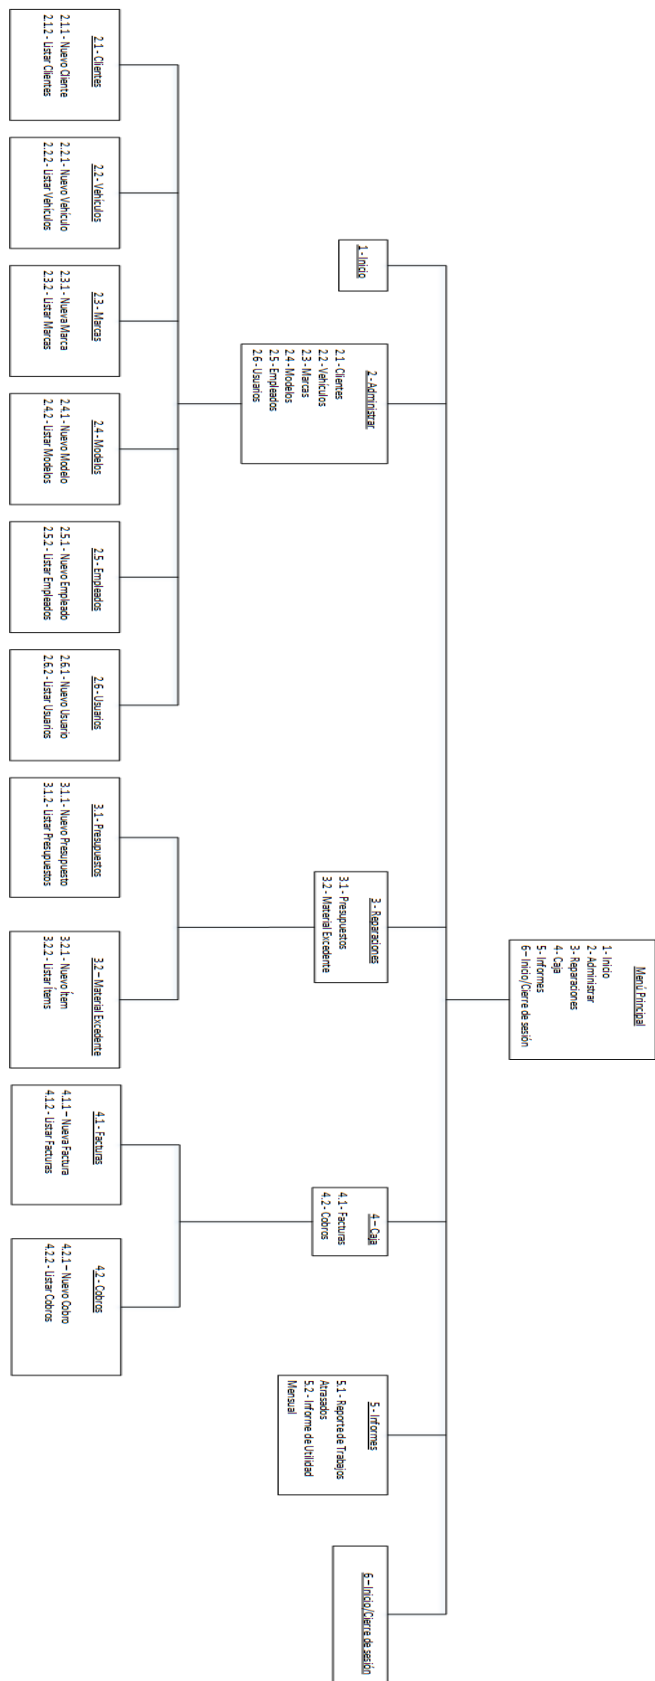 Menú Principal
1- Inicio
2- Administrar
3- Reparaciones
4- Caja
5- Informes
6– Inicio/Cierre de sesión
1- Inicio
2 - Administrar
2.1- Clientes
2.2- Vehículos
2.3- Marcas
2.4- Modelos
2.5- Empleados
2.6- Usuarios
3 - Reparaciones
3.1- Presupuestos
3.2 - Material Excedente
4 – Caja
4.1- Facturas
4.2- Cobros
5 - Informes
5.1 - Reporte de Trabajos
Atrasados
5.2 - Informe de Utilidad
Mensual
6 – Inicio/Cierre de sesión
2.1- Clientes
2.1.1 - Nuevo Cliente
2.1.2 - Listar Clientes
2.2 - Vehículos
2.2.1 - Nuevo Vehículo
2.2.2 - Listar Vehículos
2.3 - Marcas
2.3.1 - Nueva Marca
2.3.2 - Listar Marcas
2.4 - Modelos
2.4.1 - Nuevo Modelo
2.4.2 - Listar Modelos
2.5 - Empleados
2.5.1 - Nuevo Empleado
2.5.2 - Listar Empleados
2.6 - Usuarios
2.6.1 - Nuevo Usuario
2.6.2 - Listar Usuarios
3.1- Presupuestos
3.1.1 - Nuevo Presupuesto
3.1.2 - Listar Presupuestos
3.2 – Material Excedente
3.2.1 - Nuevo Ítem
3.2.2 - Listar Ítems
4.1 - Facturas
4.1.1 – Nueva Factura
4.1.2 - Listar Facturas
4.2 - Cobros
4.2.1 – Nuevo Cobro
4.2.2 - Listar Cobros